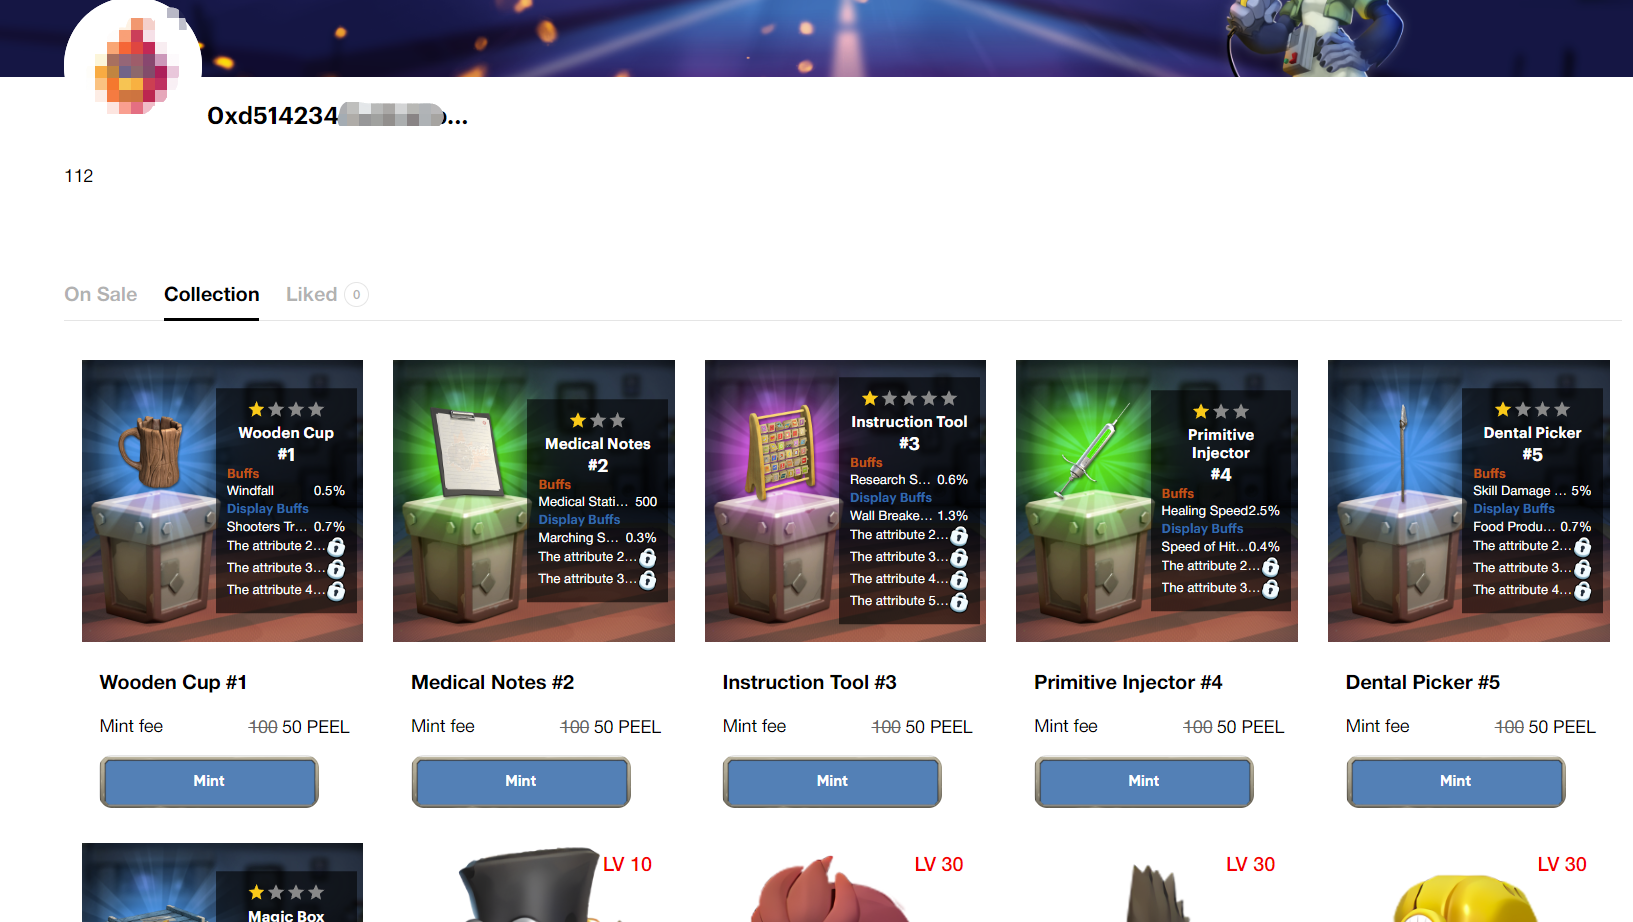 0xd514234 ...
112
On Sale Collection Liked 0
Wooden Cup
#1
Buffs
Windfall 0.5%
Display Buffs
Shooters Tr... 0.7%
The attribute 2...
The attribute 3...
The attribute 4...
Medical Notes
#2
Buffs
Medical Stati... 500
Display Buffs
Marching S... 0.3%
The attribute 2...
The attribute 3...
Instruction Tool
#3
Buffs
Research S... 0.6%
Display Buffs
Wall Breake... 1.3%
The attribute 2...
The attribute 3...
The attribute 4...
The attribute 5...
Primitive
Injector
#4
Buffs
Healing Speed2.5%
Display Buffs
Speed of Hit...0.4%
The attribute 2...
The attribute 3...
Dental Picker
#5
Buffs
Skill Damage ... 5%
Display Buffs
Food Produ... 0.7%
The attribute 2...
The attribute 3...
The attribute 4...
Wooden Cup #1
Mint fee 100 50 PEEL
Mint
Medical Notes #2
Mint fee 100 50 PEEL
Mint
Instruction Tool #3
Mint fee 100 50 PEEL
Mint
Primitive Injector #4
Mint fee 100 50 PEEL
Mint
Dental Picker #5
Mint fee 100 50 PEEL
Mint
Magic Box
LV 10
LV 30
LV 30
LV 30